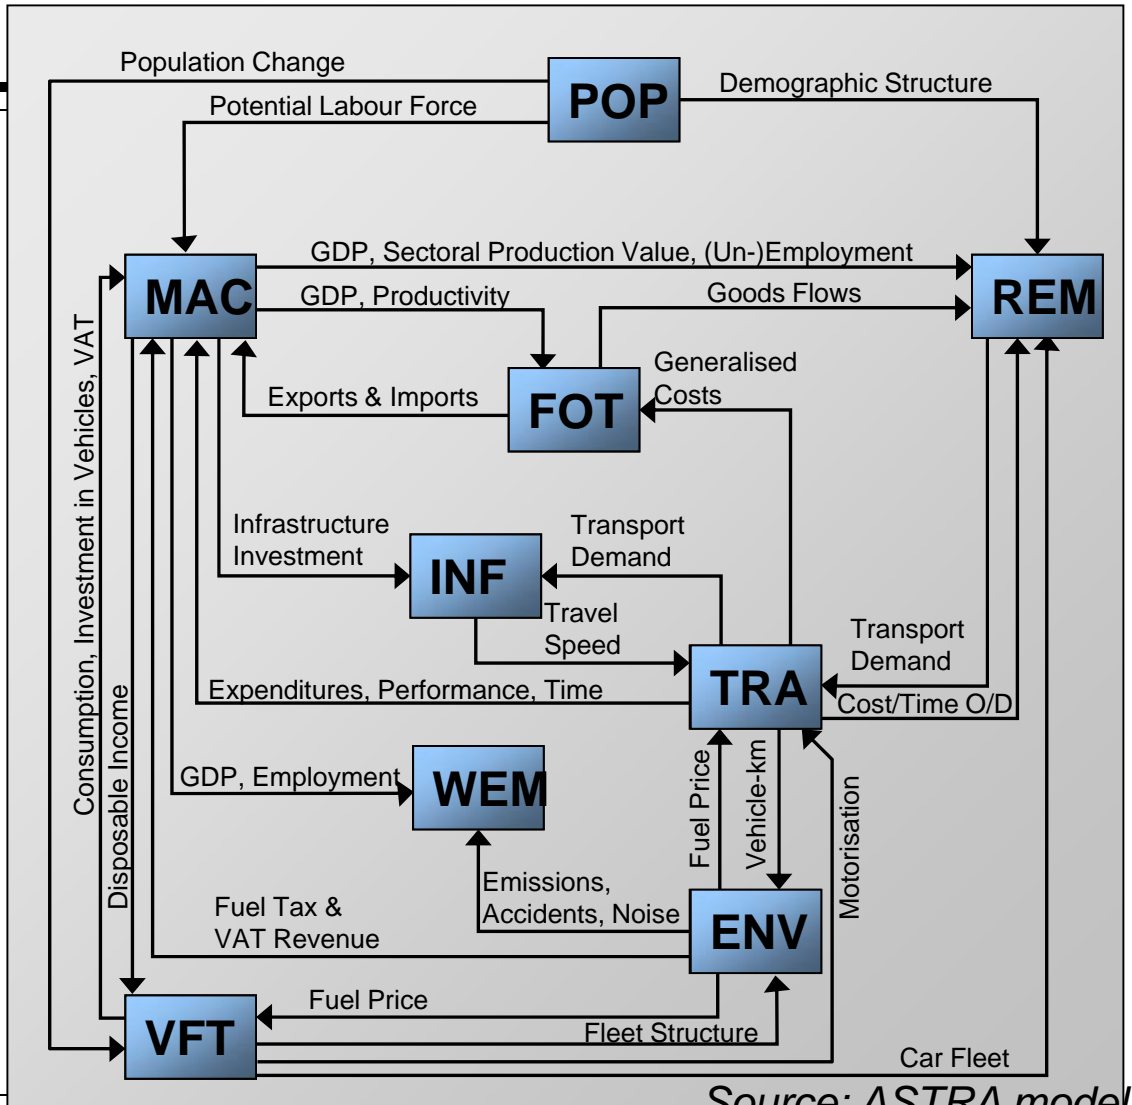 Population Change
POP
Demographic Structure
Potential Labour Force
GDP, Sectoral Production Value, (Un-)Employment
MAC
GDP, Productivity
Goods Flows
REM
Generalised
Costs
Exports & Imports
FOT
Consumption, Investment in Vehicles, VAT
Infrastructure
Investment
Transport
Demand
INF
Travel
Speed
Transport
Demand
TRA
Expenditures, Performance, Time
Cost/Time O/D
Disposable Income
GDP, Employment
WEM
Fuel Price
Vehicle-km
Motorisation
Emissions,
Accidents, Noise
Fuel Tax &
VAT Revenue
ENV
Fuel Price
VFT
Fleet Structure
Car Fleet
Source: ASTRA model